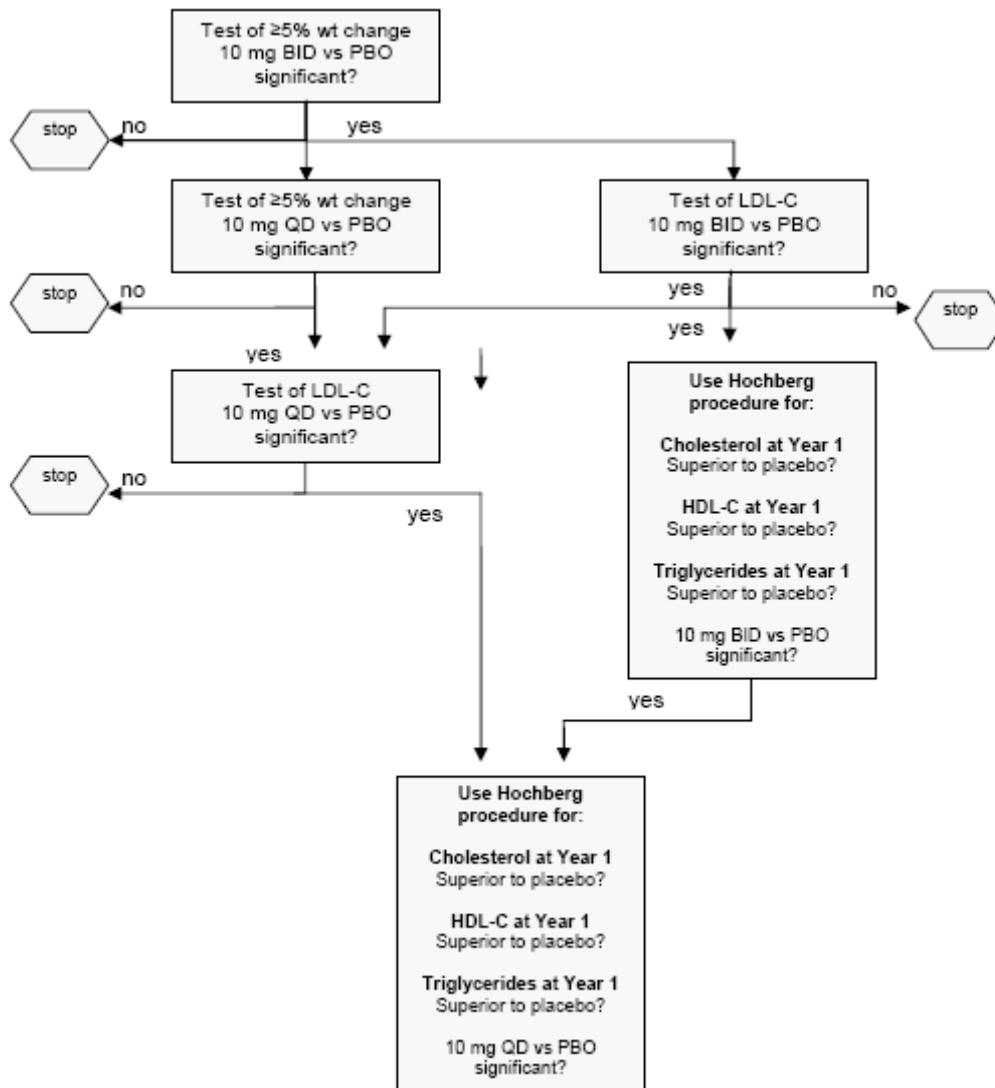 Test of ≥5% wt change
10 mg BID vs PBO
significant?
stop
no
yes
Test of ≥5% wt change
10 mg QD vs PBO
significant?
Test of LDL-C
10 mg BID vs PBO
significant?
stop
no
yes
no
stop
yes
yes
Test of LDL-C
10 mg QD vs PBO
significant?
Use Hochberg
procedure for:
Cholesterol at Year 1
Superior to placebo?
HDL-C at Year 1
Superior to placebo?
Triglycerides at Year 1
Superior to placebo?
10 mg BID vs PBO
significant?
stop
no
yes
yes
Use Hochberg
procedure for:
Cholesterol at Year 1
Superior to placebo?
HDL-C at Year 1
Superior to placebo?
Triglycerides at Year 1
Superior to placebo?
10 mg QD vs PBO
significant?